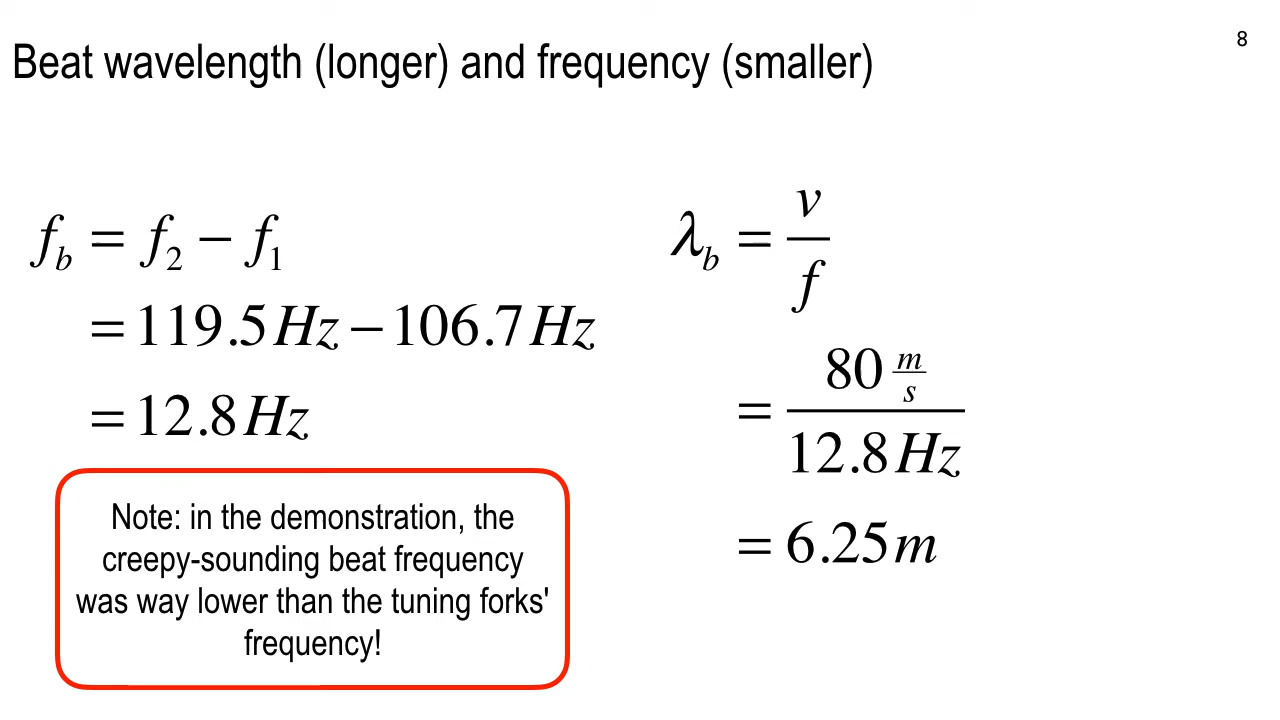 8
Beat wavelength (longer) and frequency (smaller)
f_b = f_2 − f_1
= 119.5 Hz − 106.7 Hz
= 12.8 Hz
Note: in the demonstration, the
creepy-sounding beat frequency
was way lower than the tuning forks'
frequency!
λ_b = v/f
= 80 m/s / 12.8 Hz
= 6.25 m